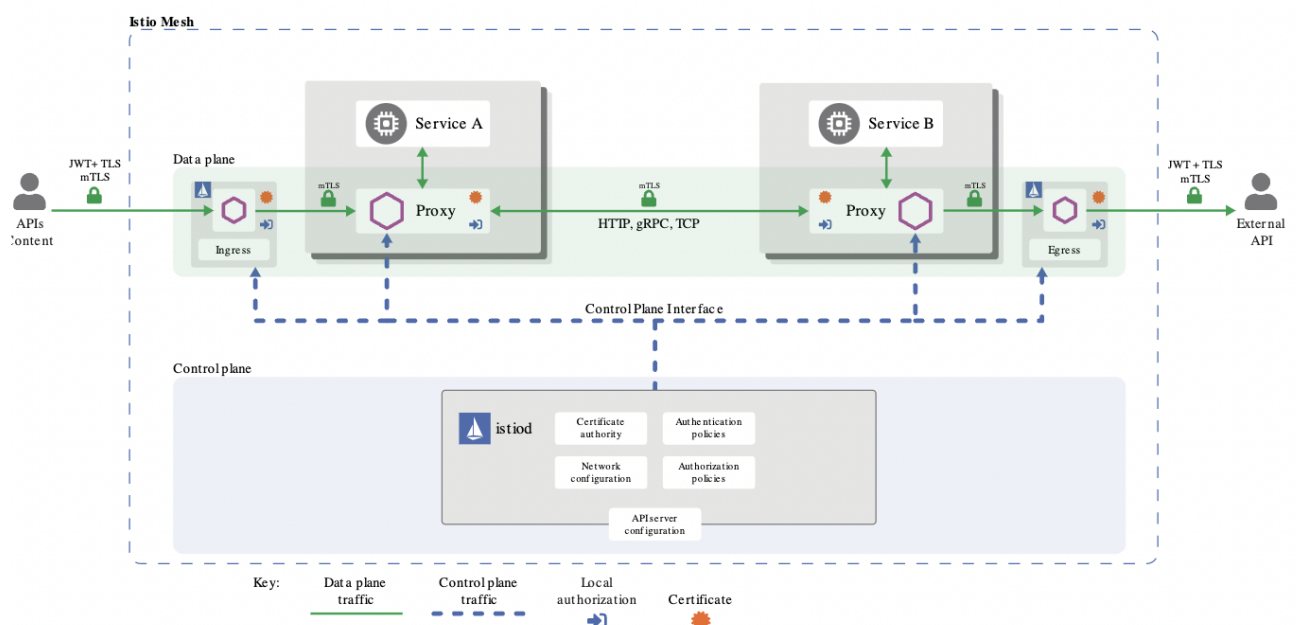 Istio Mesh
Service A
Service B
Data plane
JWT+ TLS
mTLS
JWT + TLS
mTLS
mTLS
mTLS
mTLS
Proxy
Proxy
HTTP, gRPC, TCP
APIs
Content
Ingress
Egress
External
API
Control Plane Interface
Control plane
istiod
Certificate
authority
Authentication
policies
Network
configuration
Authorization
policies
API server
configuration
Key:
Data plane
traffic
Control plane
traffic
Local
authorization
Certificate